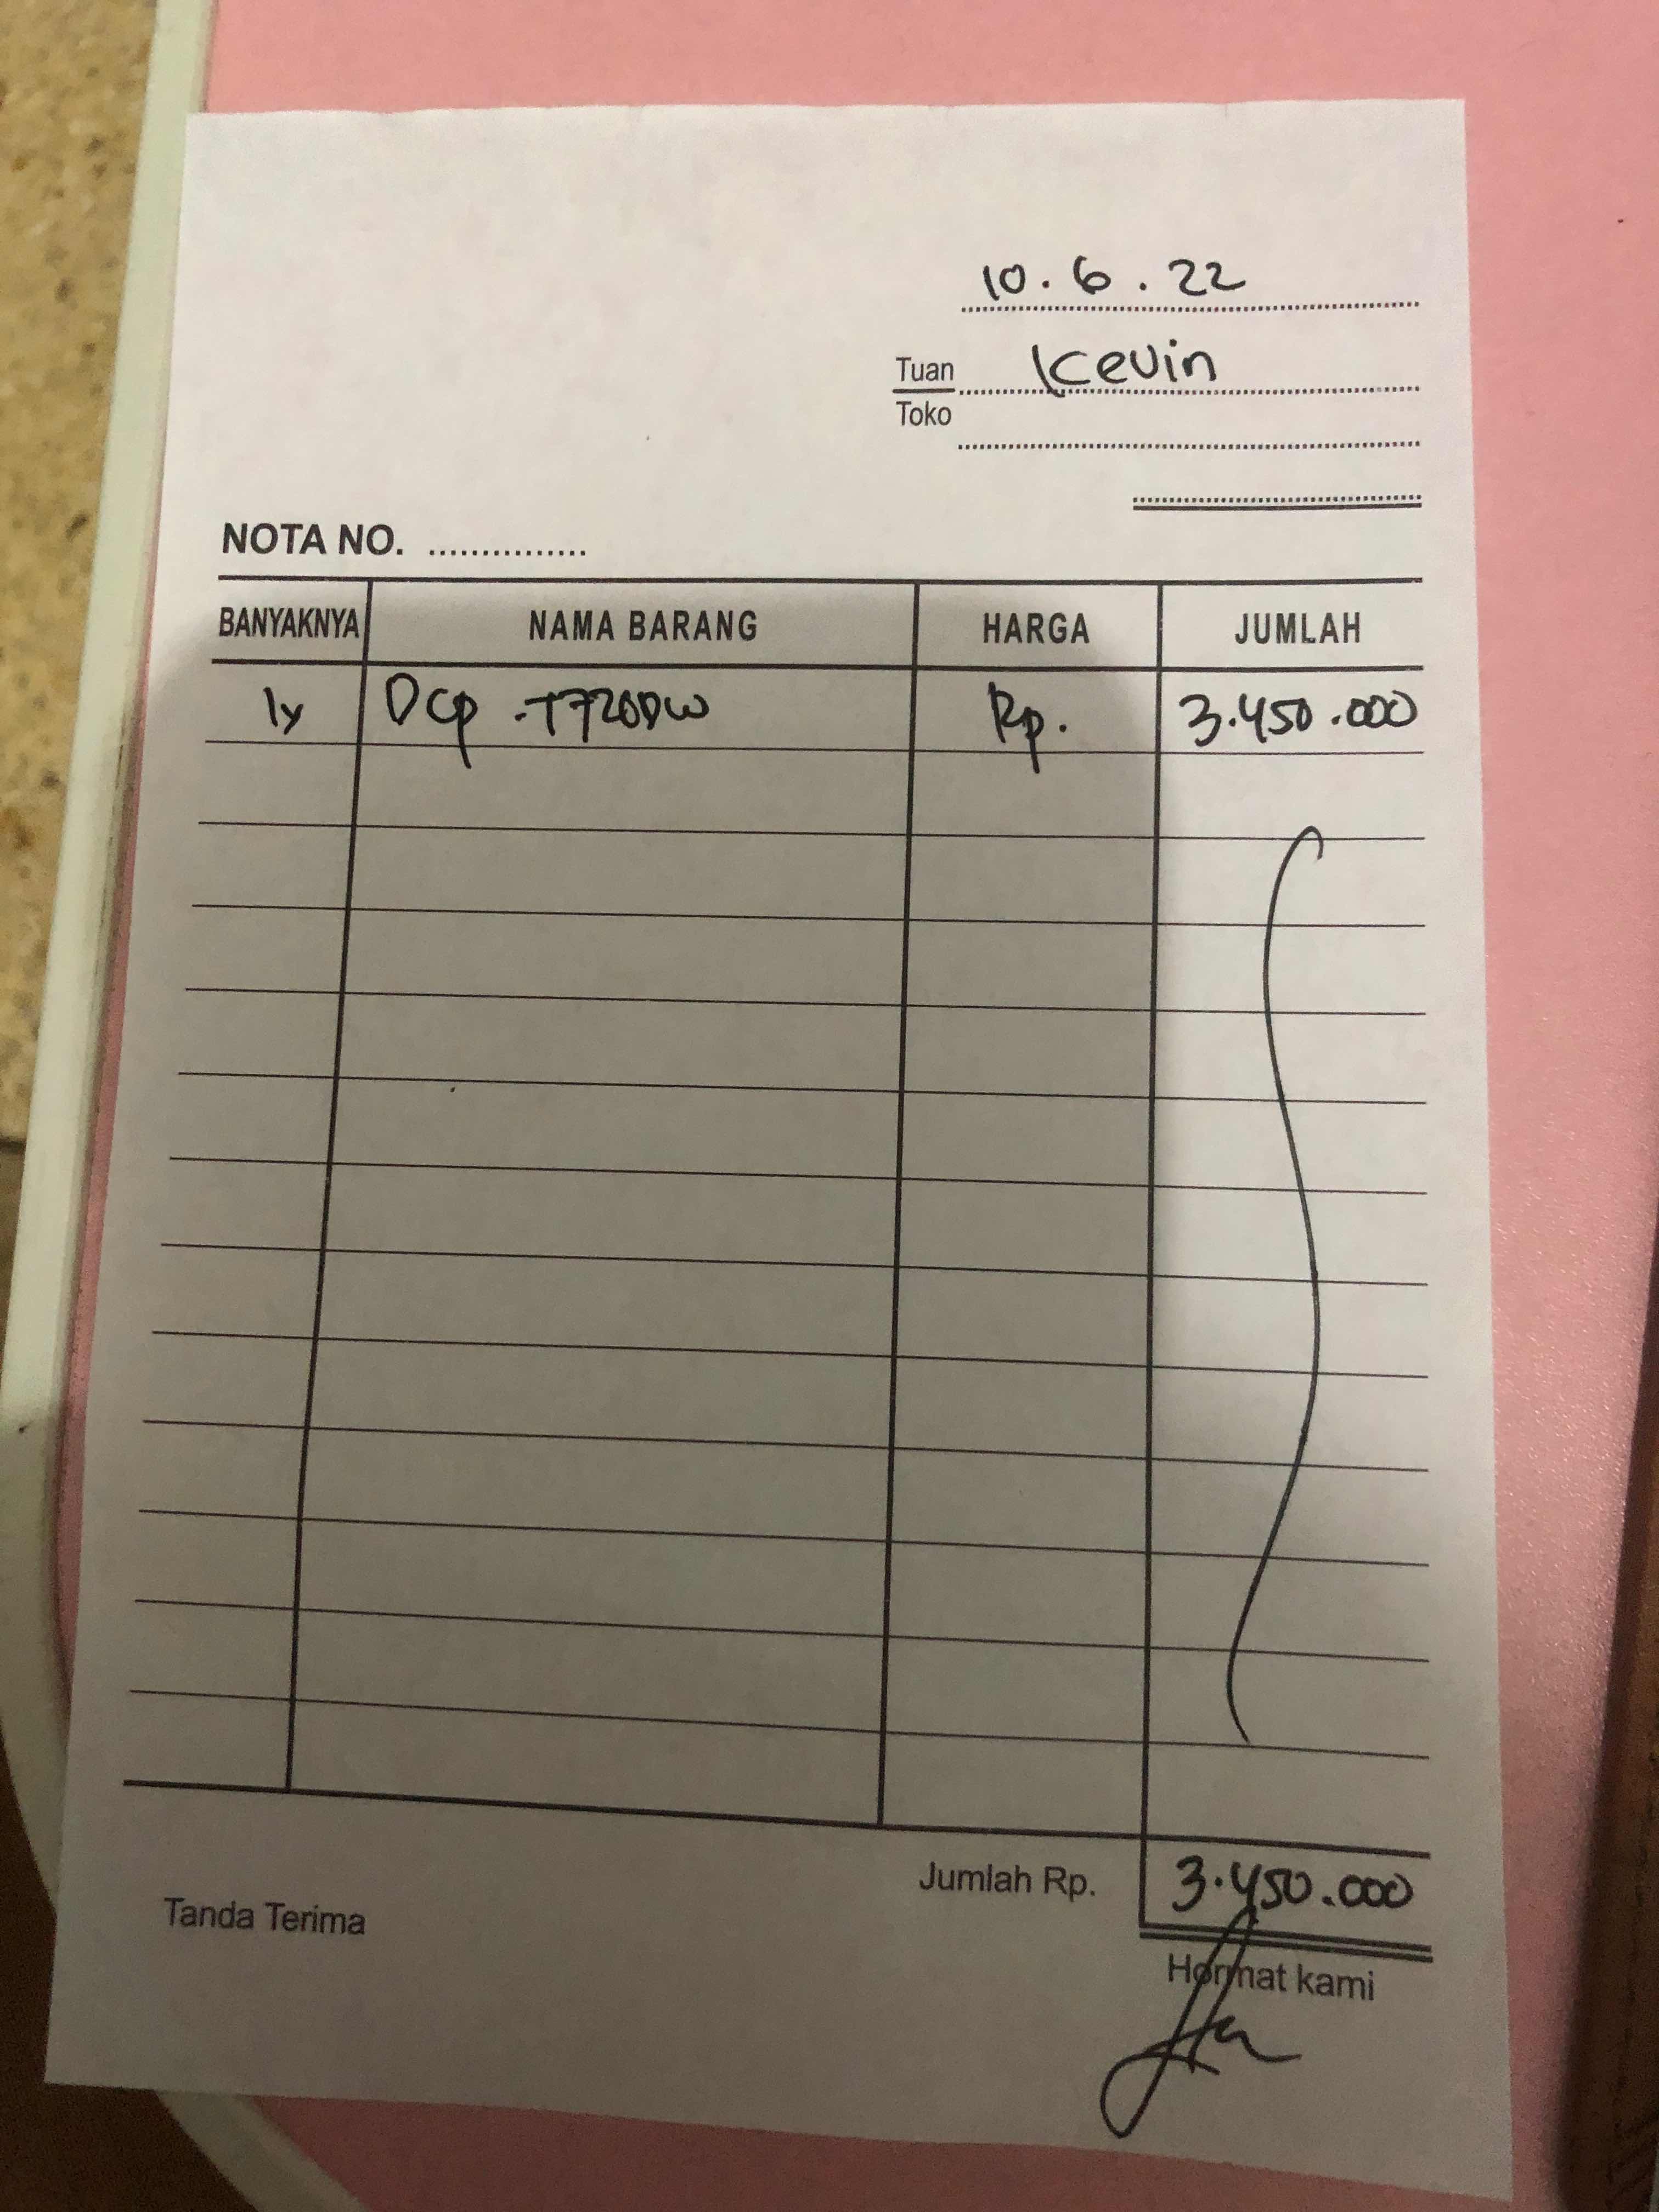 10.6.22
Tuan Kevin
Toko
NOTA NO. ...............
BANYAKNYA NAMA BARANG HARGA JUMLAH
1x DCP -T720DW Rp. 3.450.000
Jumlah Rp. 3.450.000
Tanda Terima
Hormat kami